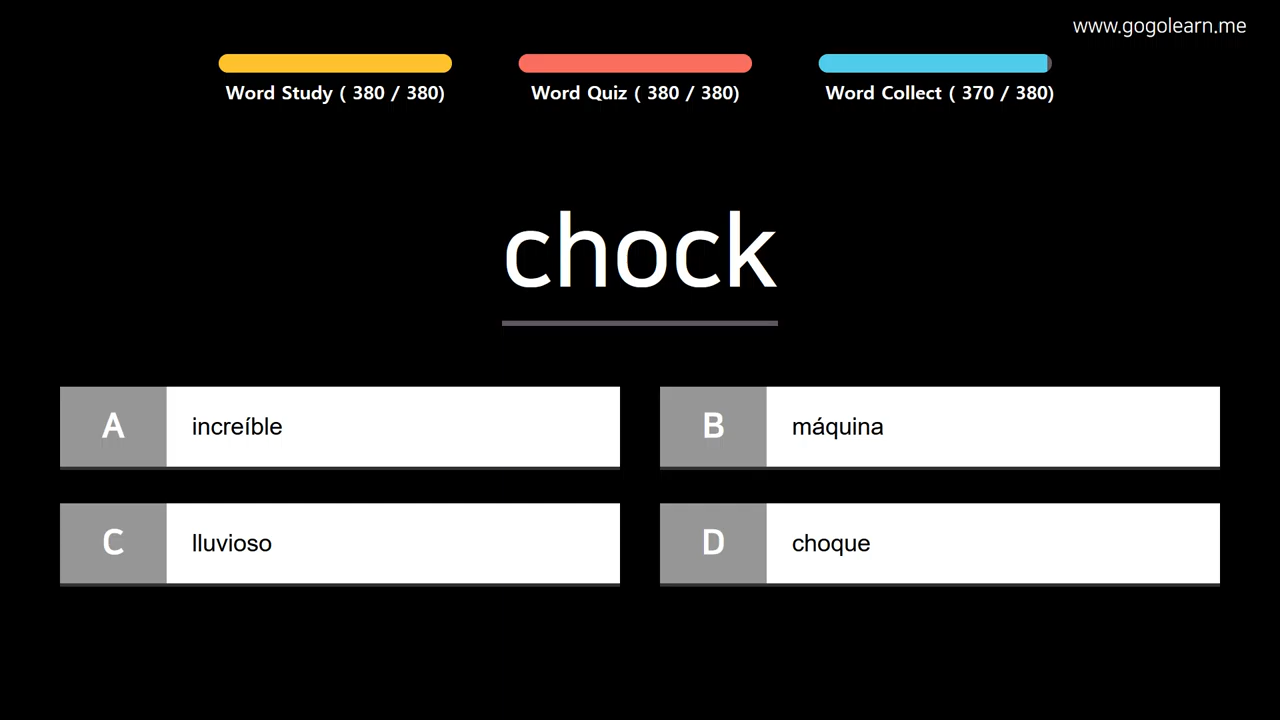 www.gogolearn.me
Word Study ( 380 / 380)
Word Quiz ( 380 / 380)
Word Collect ( 370 / 380)
chock
A increíble
B máquina
C lluvioso
D choque